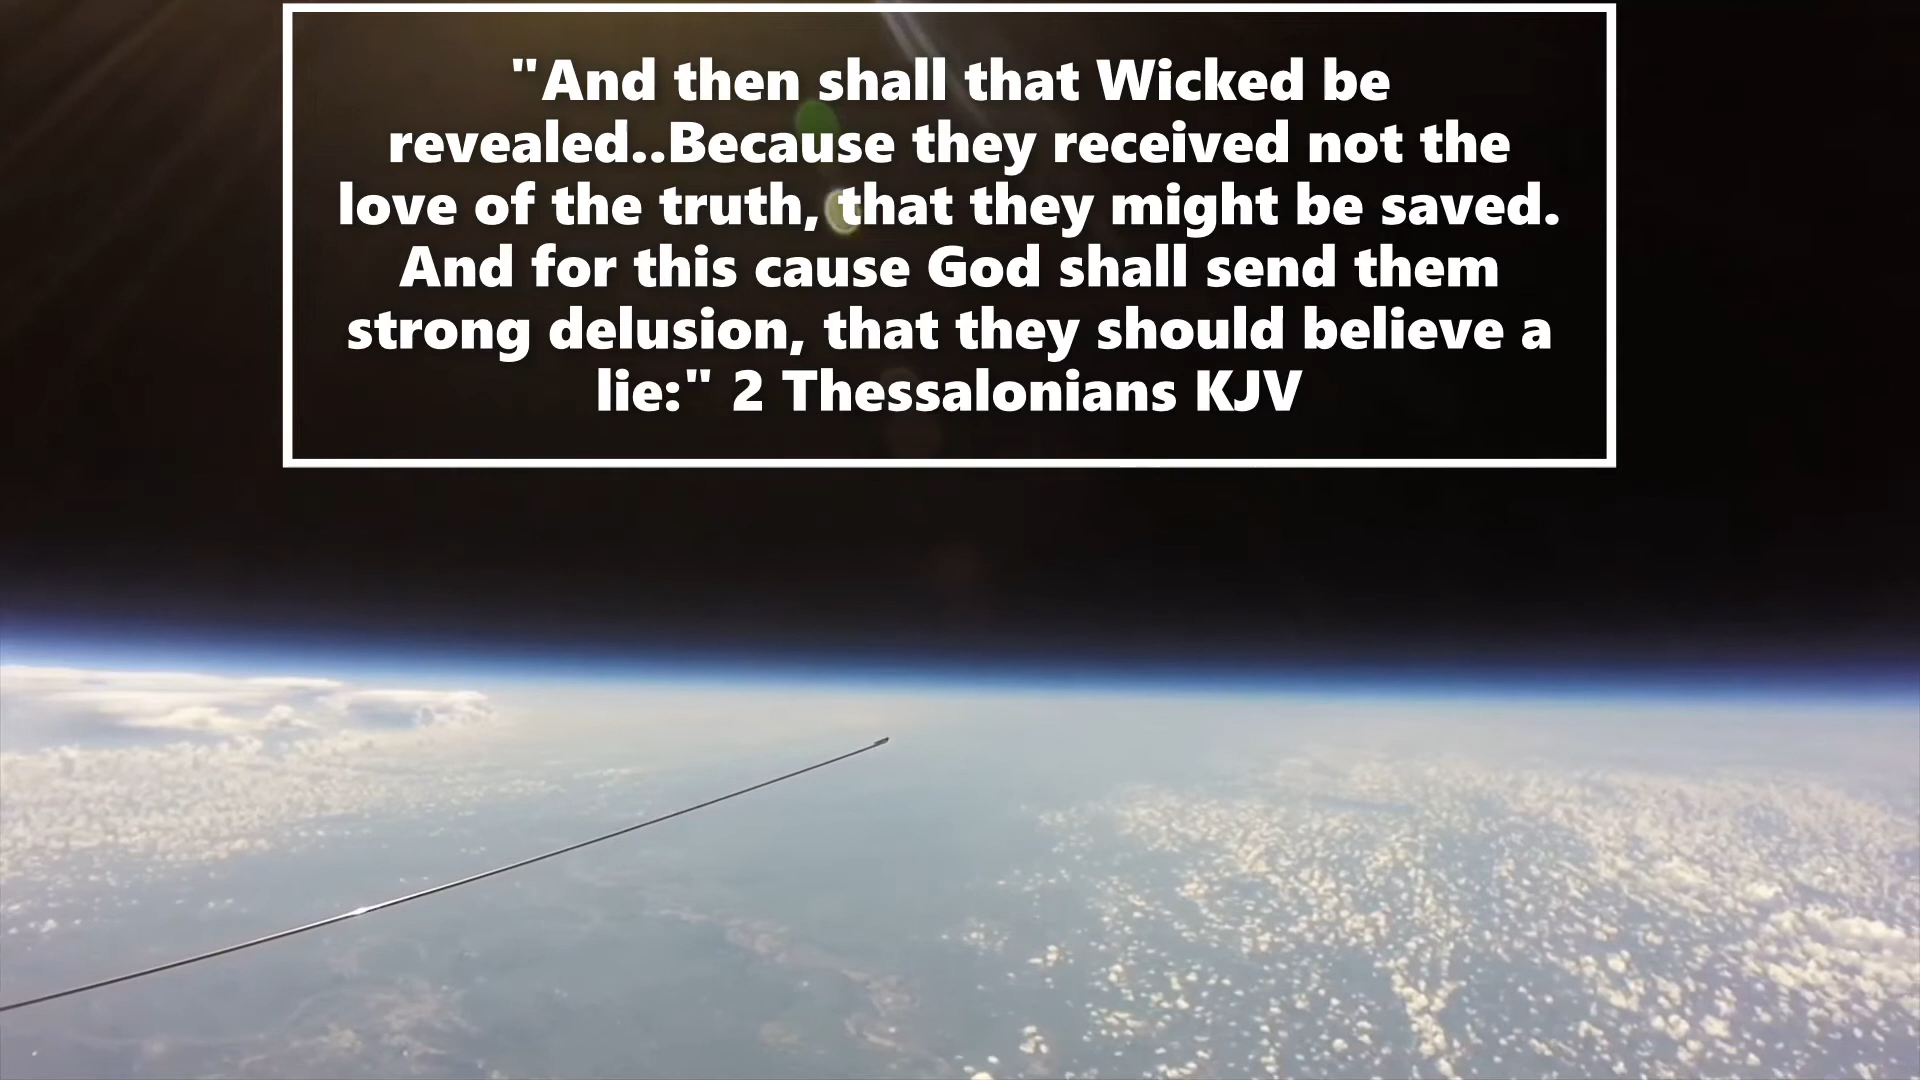 "And then shall that Wicked be
revealed..Because they received not the
love of the truth, that they might be saved.
And for this cause God shall send them
strong delusion, that they should believe a
lie:" 2 Thessalonians KJV